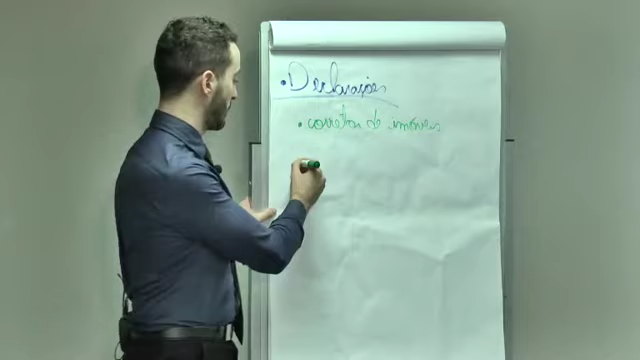 • Declarações
• corretor de imóveis